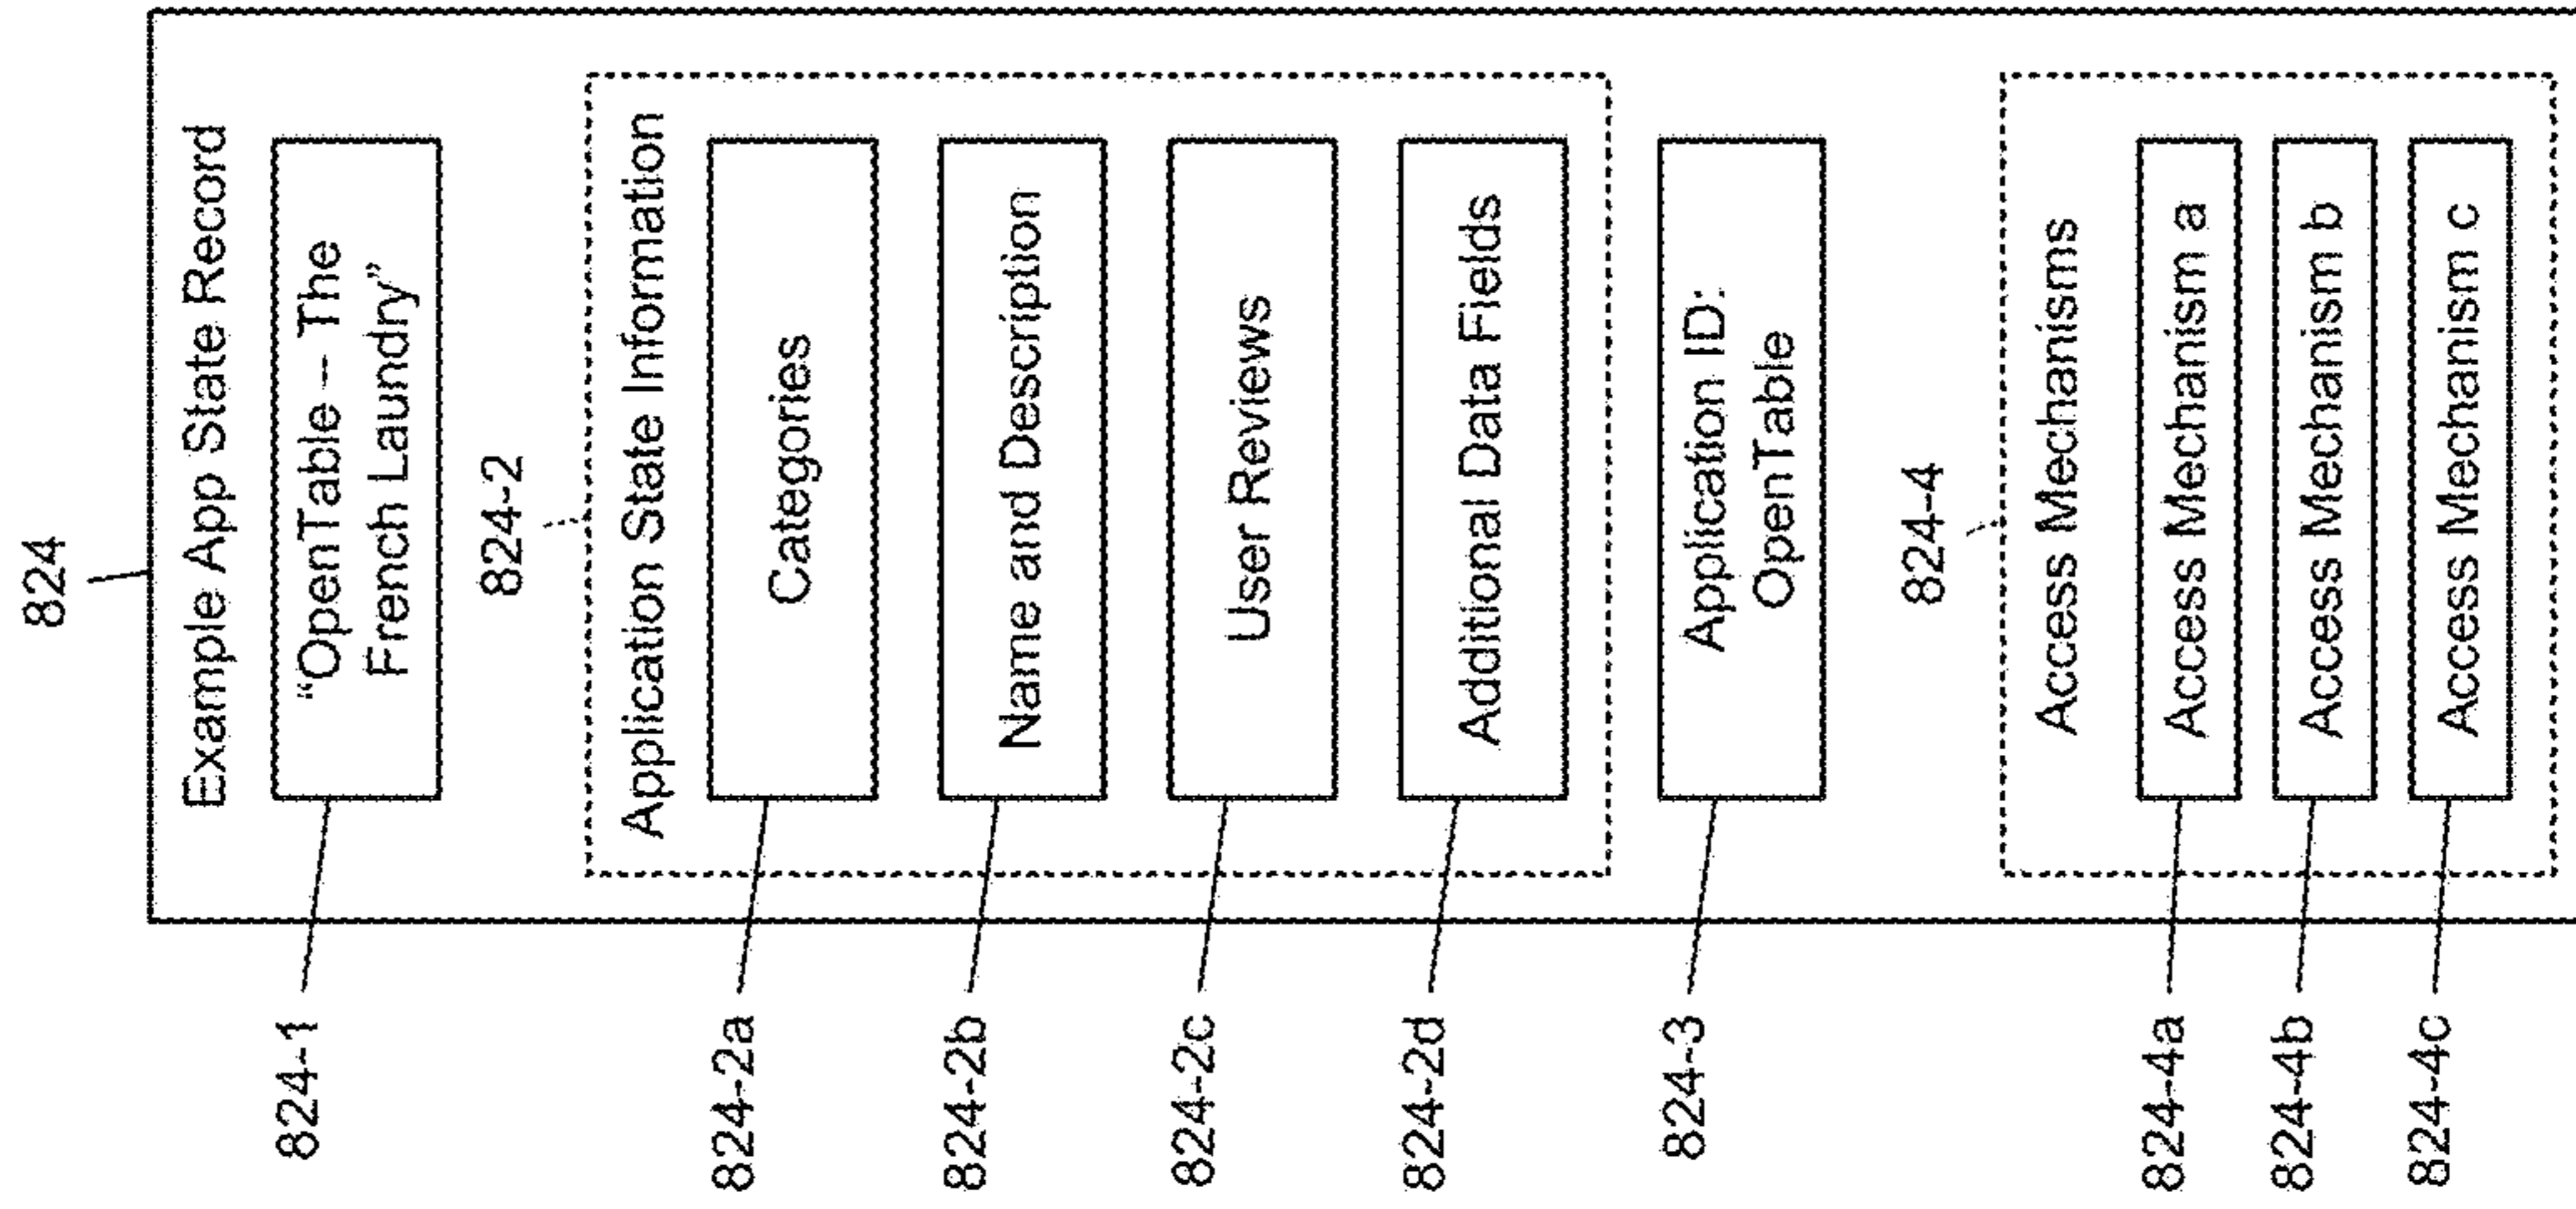 824
Example App State Record
824-1
“OpenTable – The
French Laundry”
824-2
Application State Information
824-2a
Categories
824-2b
Name and Description
824-2c
User Reviews
824-2d
Additional Data Fields
824-3
Application ID:
OpenTable
824-4
Access Mechanisms
824-4a
Access Mechanism a
824-4b
Access Mechanism b
824-4c
Access Mechanism c